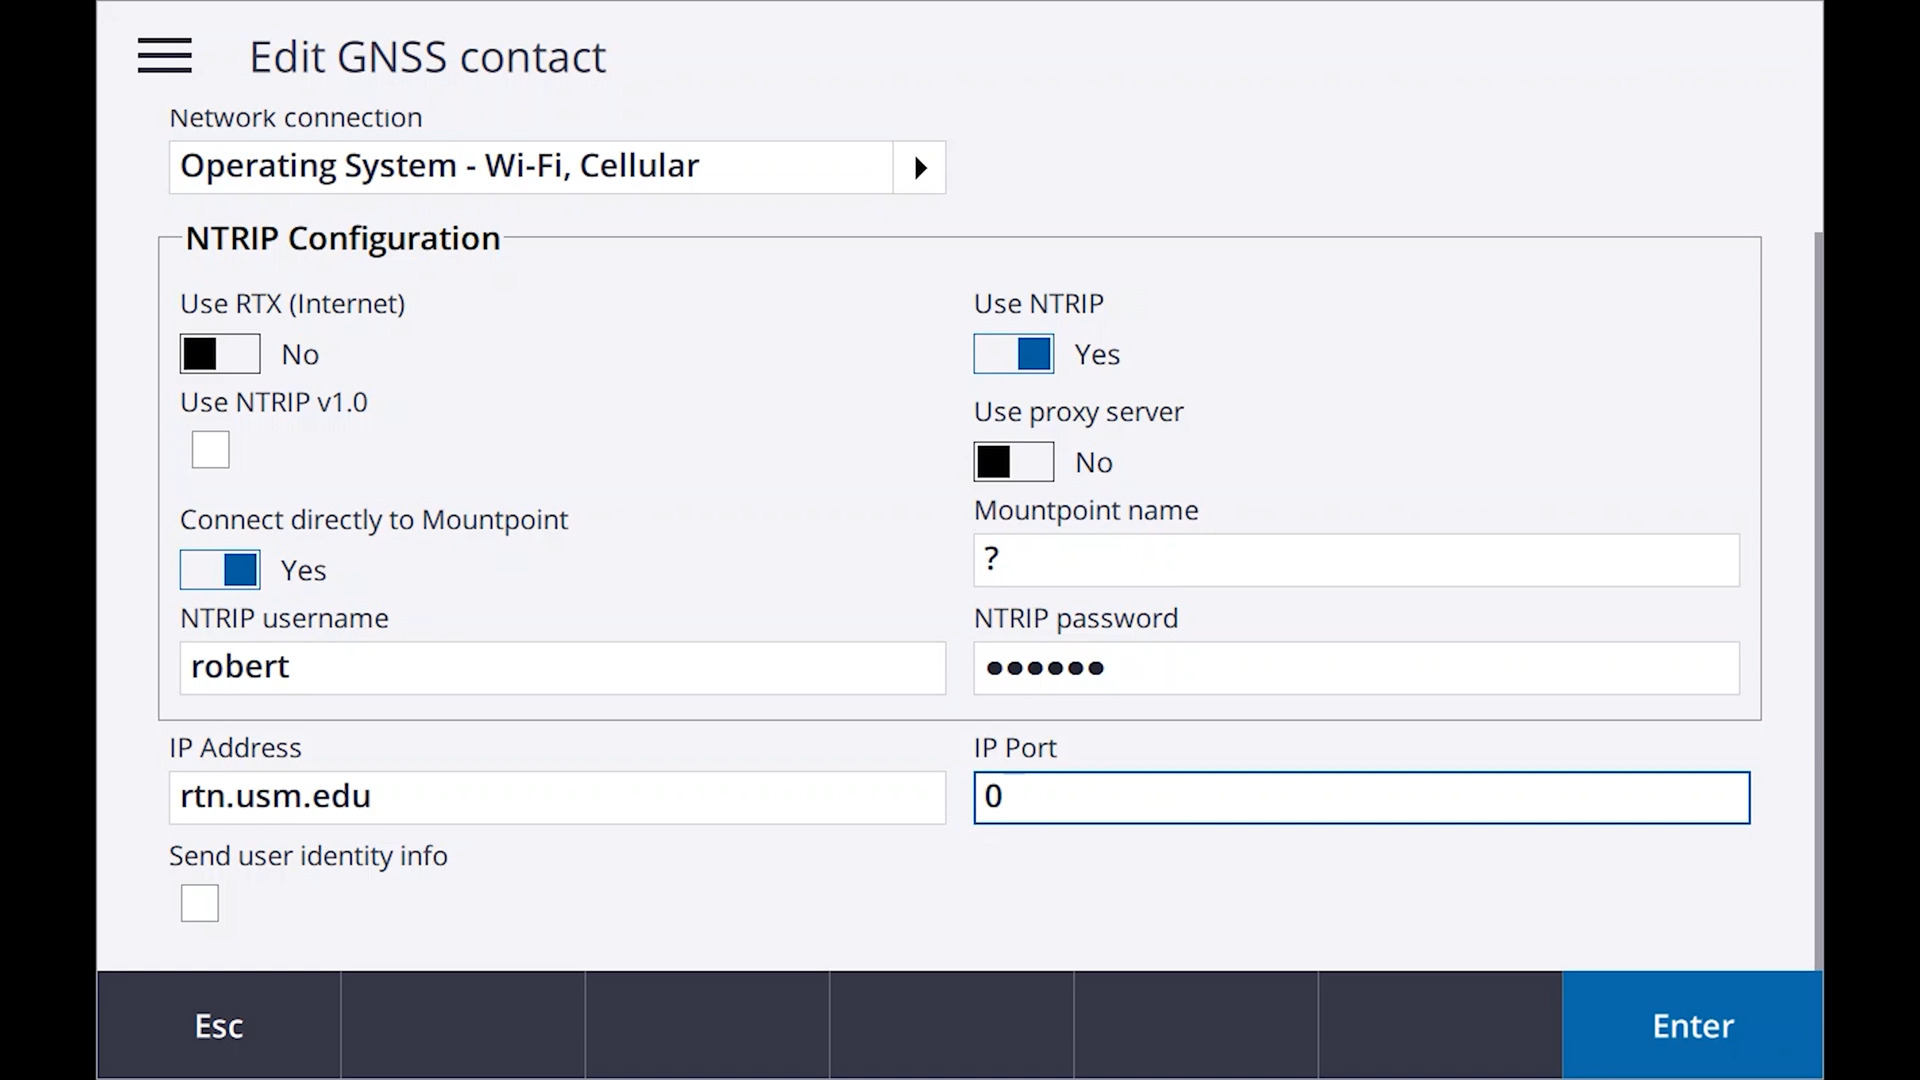 Edit GNSS contact
Network connection
Operating System - Wi-Fi, Cellular
NTRIP Configuration
Use RTX (Internet)
No
Use NTRIP
Yes
Use NTRIP v1.0
Use proxy server
No
Connect directly to Mountpoint
Yes
Mountpoint name
?
NTRIP username
robert
NTRIP password
●●●●●●
IP Address
rtn.usm.edu
IP Port
0
Send user identity info
Esc
Enter